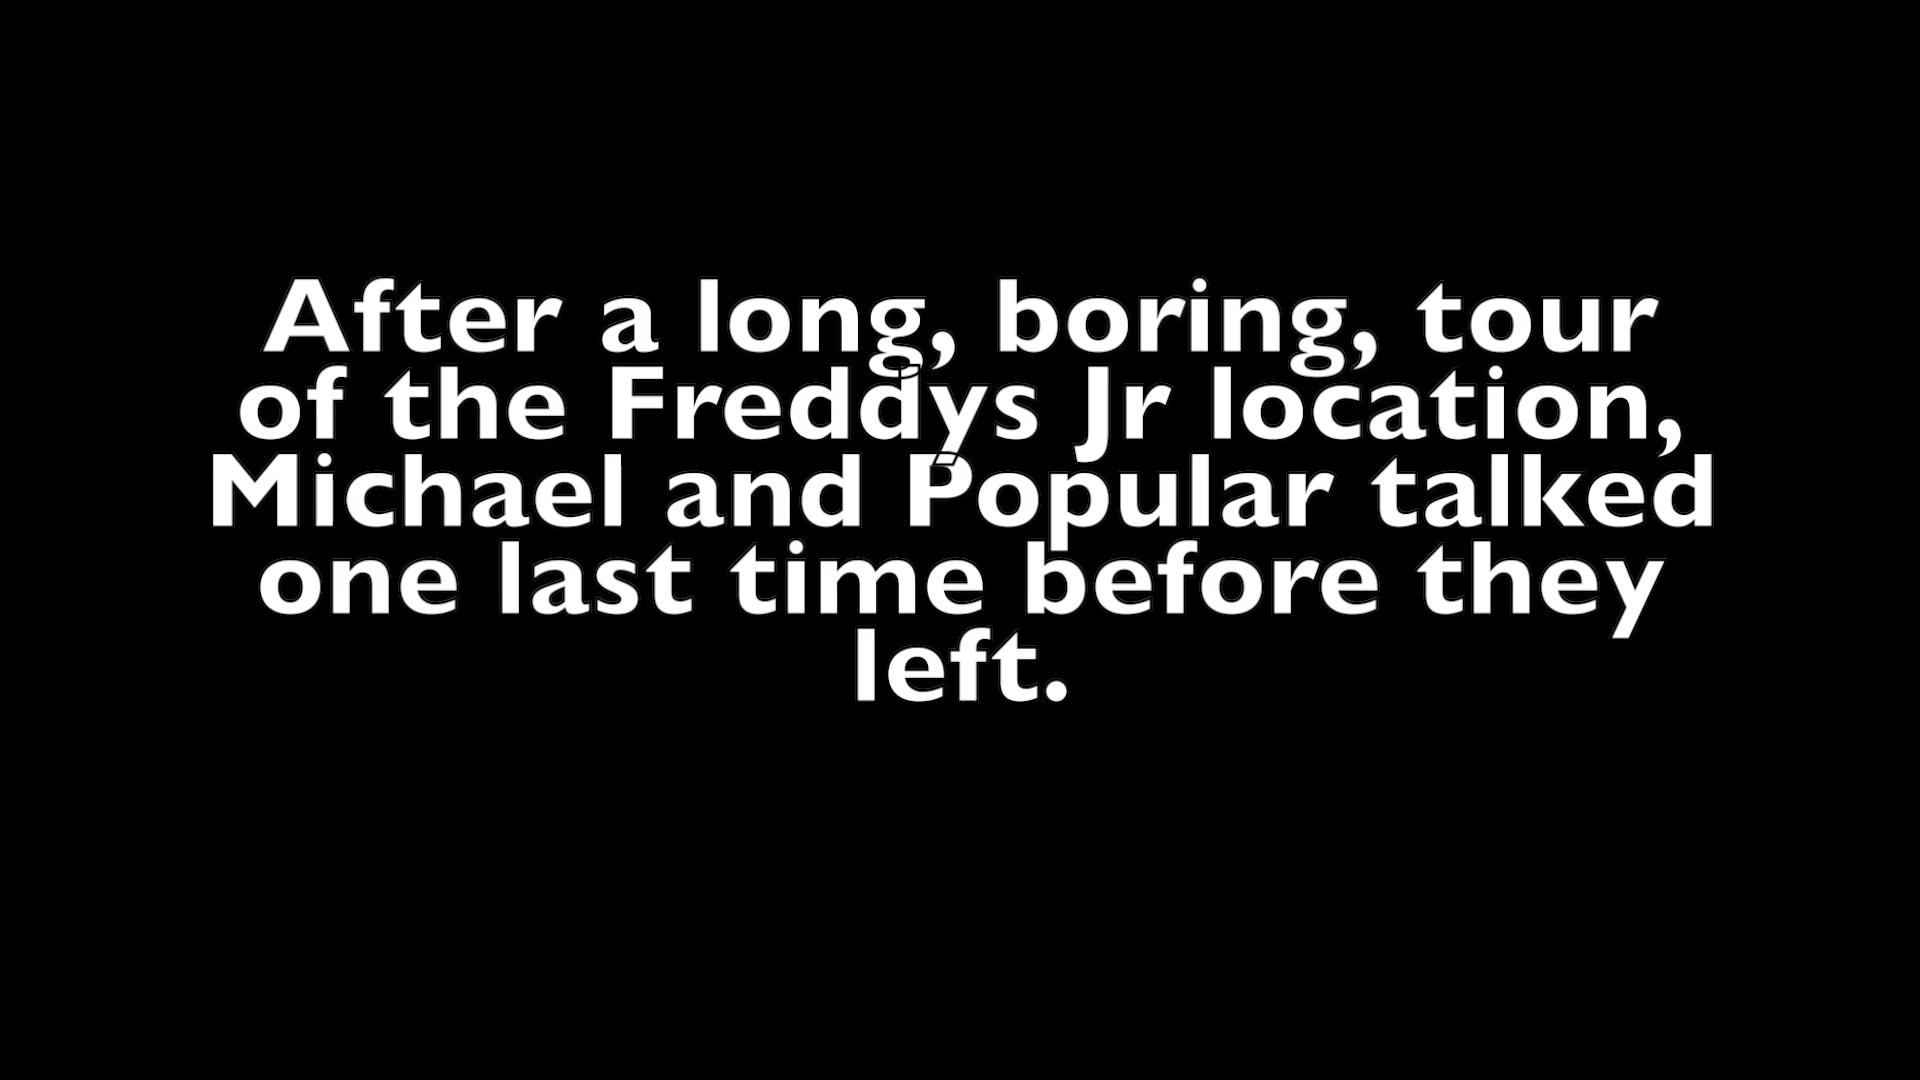 After a long, boring, tour
of the Freddys Jr location,
Michael and Popular talked
one last time before they
left.